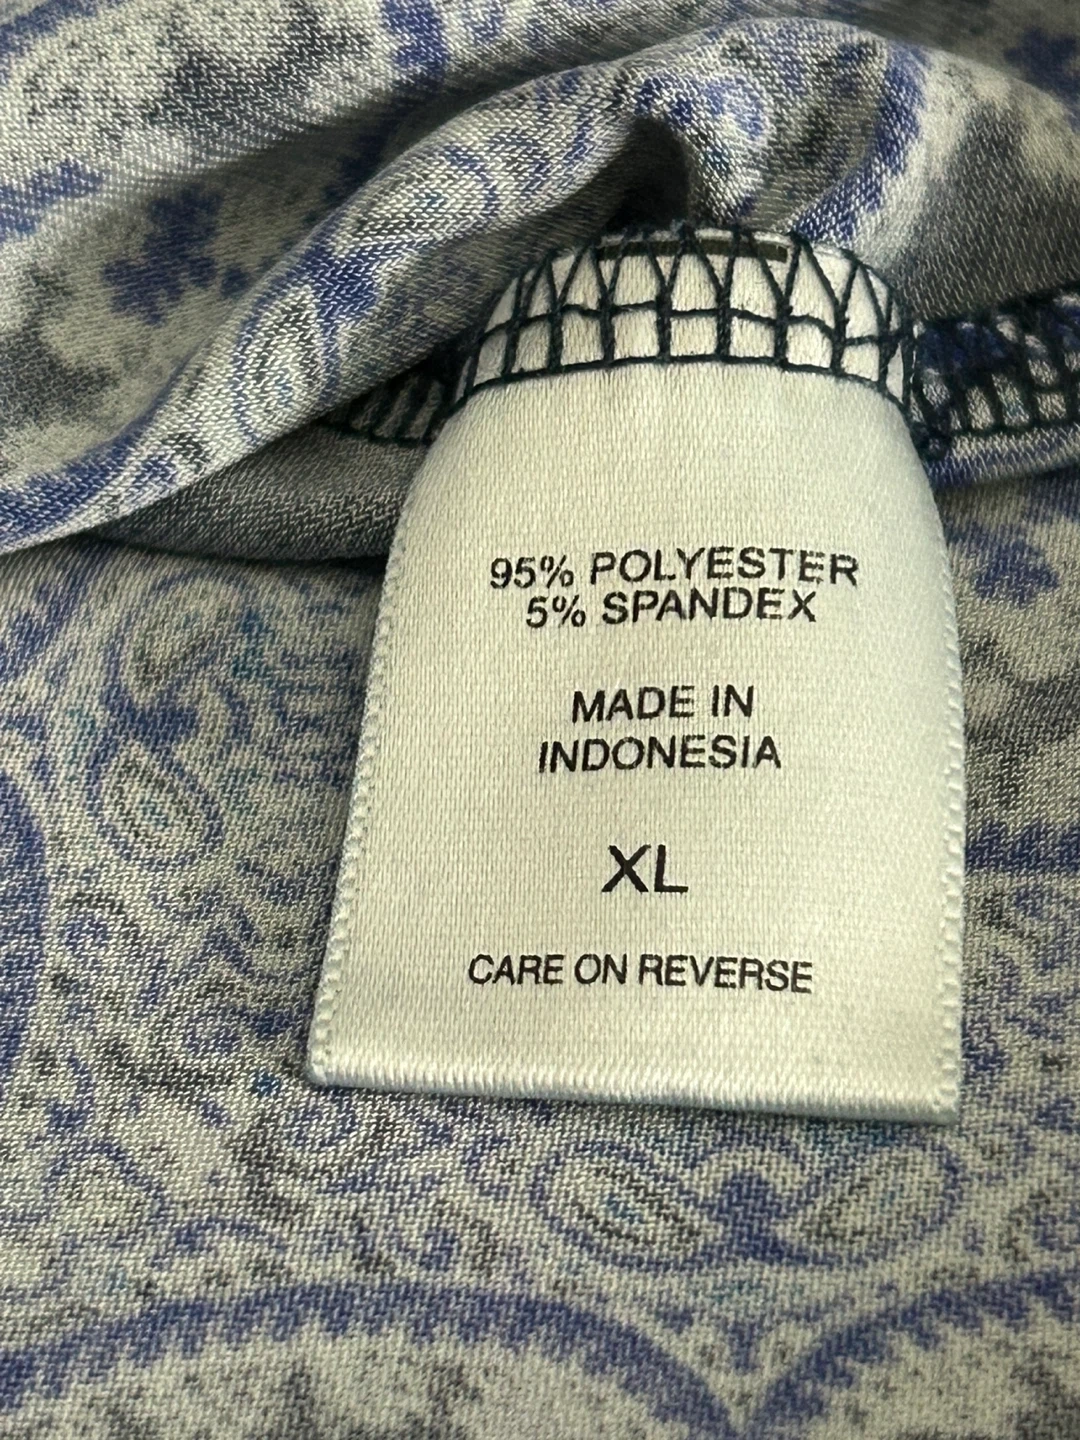 95% POLYESTER
5% SPANDEX
MADE IN
INDONESIA
XL
CARE ON REVERSE